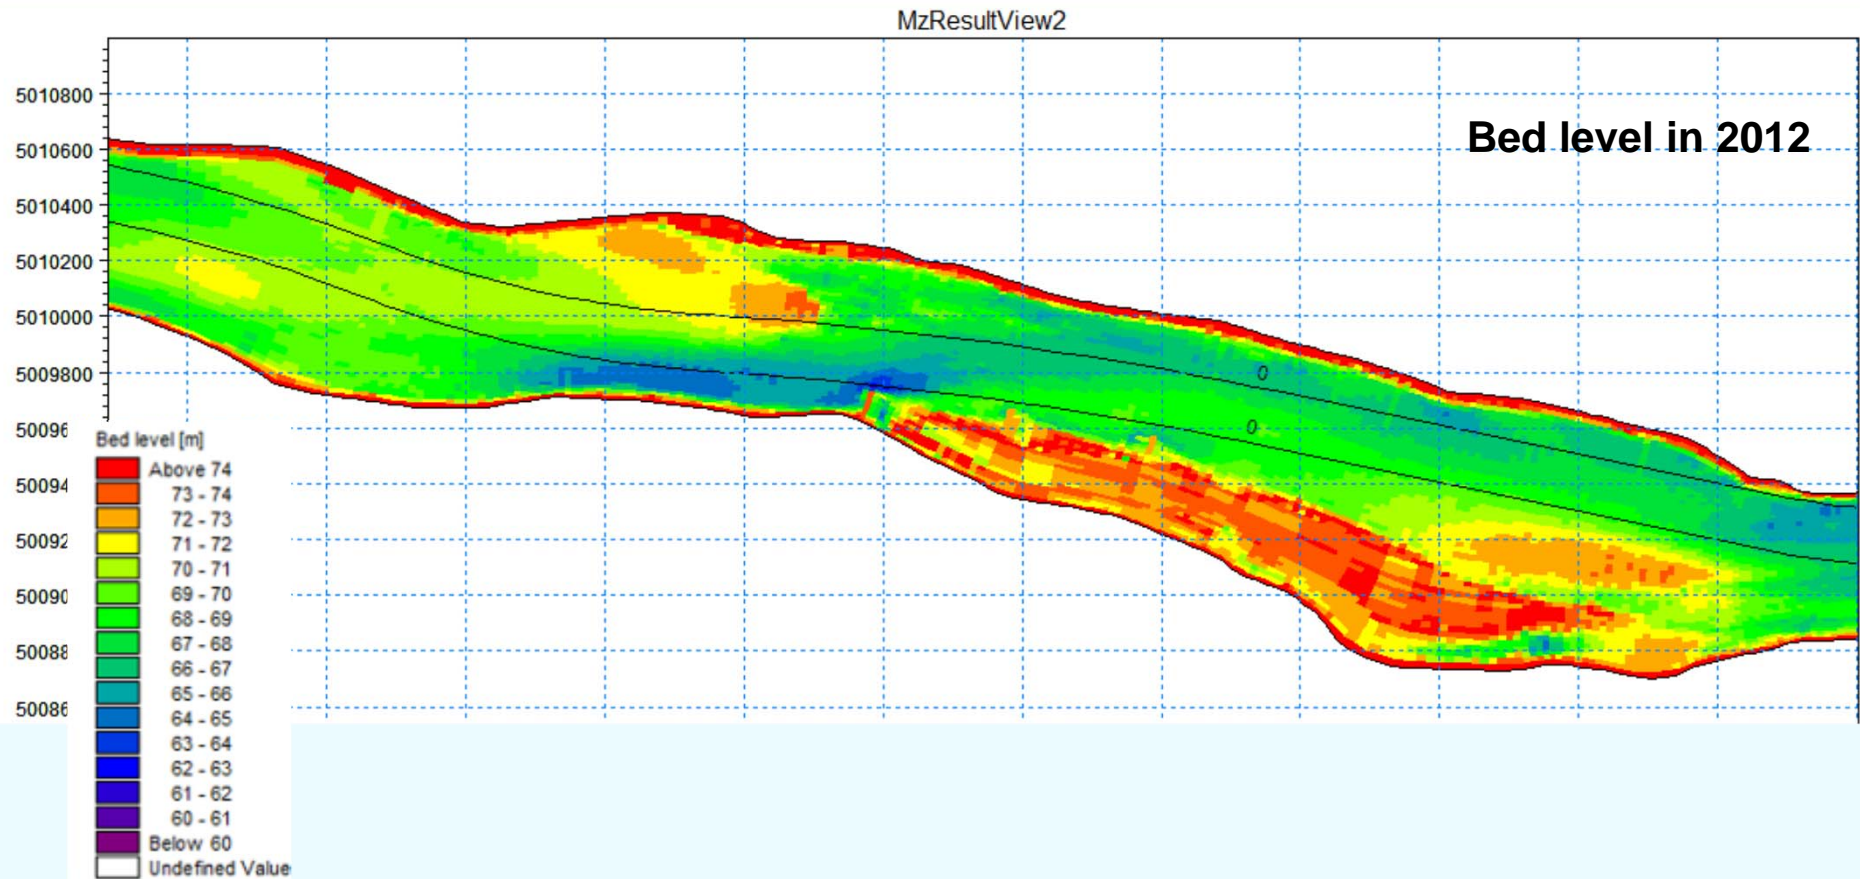 MzResultView2
5010800
Bed level in 2012
5010600
5010400
5010200
5010000
5009800
0
0
50096
Bed level [m]
Above 74
50094
73 - 74
72 - 73
50092
71 - 72
70 - 71
50090
69 - 70
68 - 69
67 - 68
50088
66 - 67
65 - 66
50086
64 - 65
63 - 64
62 - 63
61 - 62
60 - 61
Below 60
Undefined Value